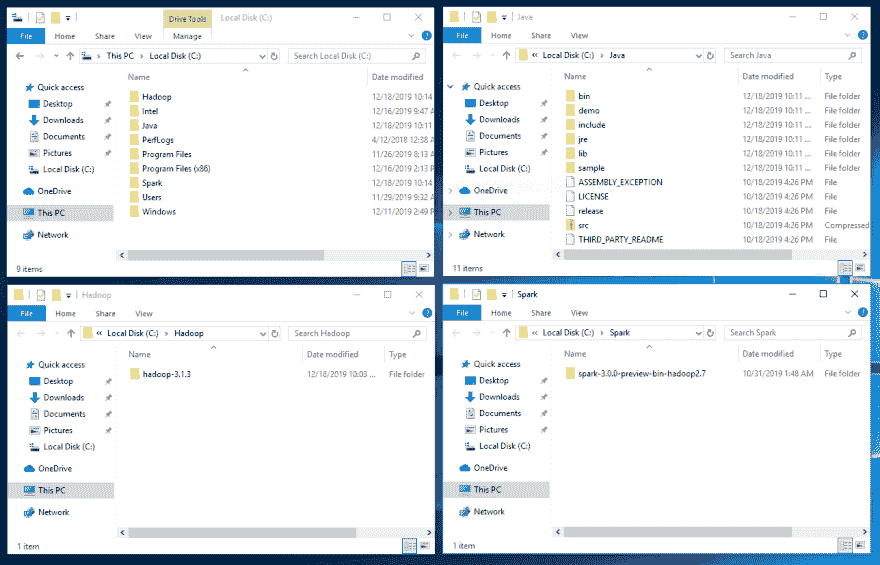 Drive Tools Local Disk (C:)
File Home Share View Manage
This PC Local Disk (C:) Search Local Disk (C:)
Name Date modified
Quick access
Desktop
Downloads
Documents
Pictures
Local Disk (C:)
OneDrive
This PC
Network
Hadoop 12/18/2019 10:14
Intel 12/16/2019 9:47 A
Java 12/18/2019 10:11
PerfLogs 4/12/2018 12:38 A
Program Files 11/26/2019 8:13 A
Program Files (x86) 12/16/2019 2:13 P
Spark 12/18/2019 10:14
Users 11/29/2019 9:32 A
Windows 12/11/2019 2:49 P
9 items
Java
File Home Share View
« Local Disk (C:) Java Search Java
Name Date modified Type
Quick access
Desktop
Downloads
Documents
Pictures
Local Disk (C:)
OneDrive
This PC
Network
bin 12/18/2019 10:11 ... File folder
demo 12/18/2019 10:11 ... File folder
include 12/18/2019 10:11 ... File folder
jre 12/18/2019 10:11 ... File folder
lib 12/18/2019 10:11 ... File folder
sample 12/18/2019 10:11 ... File folder
ASSEMBLY_EXCEPTION 10/18/2019 4:26 PM File
LICENSE 10/18/2019 4:26 PM File
release 10/18/2019 4:26 PM File
src 10/18/2019 4:26 PM Compressed
THIRD_PARTY_README 10/18/2019 4:26 PM File
11 items
Hadoop
File Home Share View
« Local Disk (C:) Hadoop Search Hadoop
Name Date modified Type
Quick access
Desktop
Downloads
Documents
Pictures
Local Disk (C:)
OneDrive
This PC
Network
hadoop-3.1.3 12/18/2019 10:03 ... File folder
1 item
Spark
File Home Share View
« Local Disk (C:) Spark Search Spark
Name Date modified Type
Quick access
Desktop
Downloads
Documents
Pictures
Local Disk (C:)
OneDrive
This PC
Network
spark-3.0.0-preview-bin-hadoop2.7 10/31/2019 1:48 AM File folder
1 item